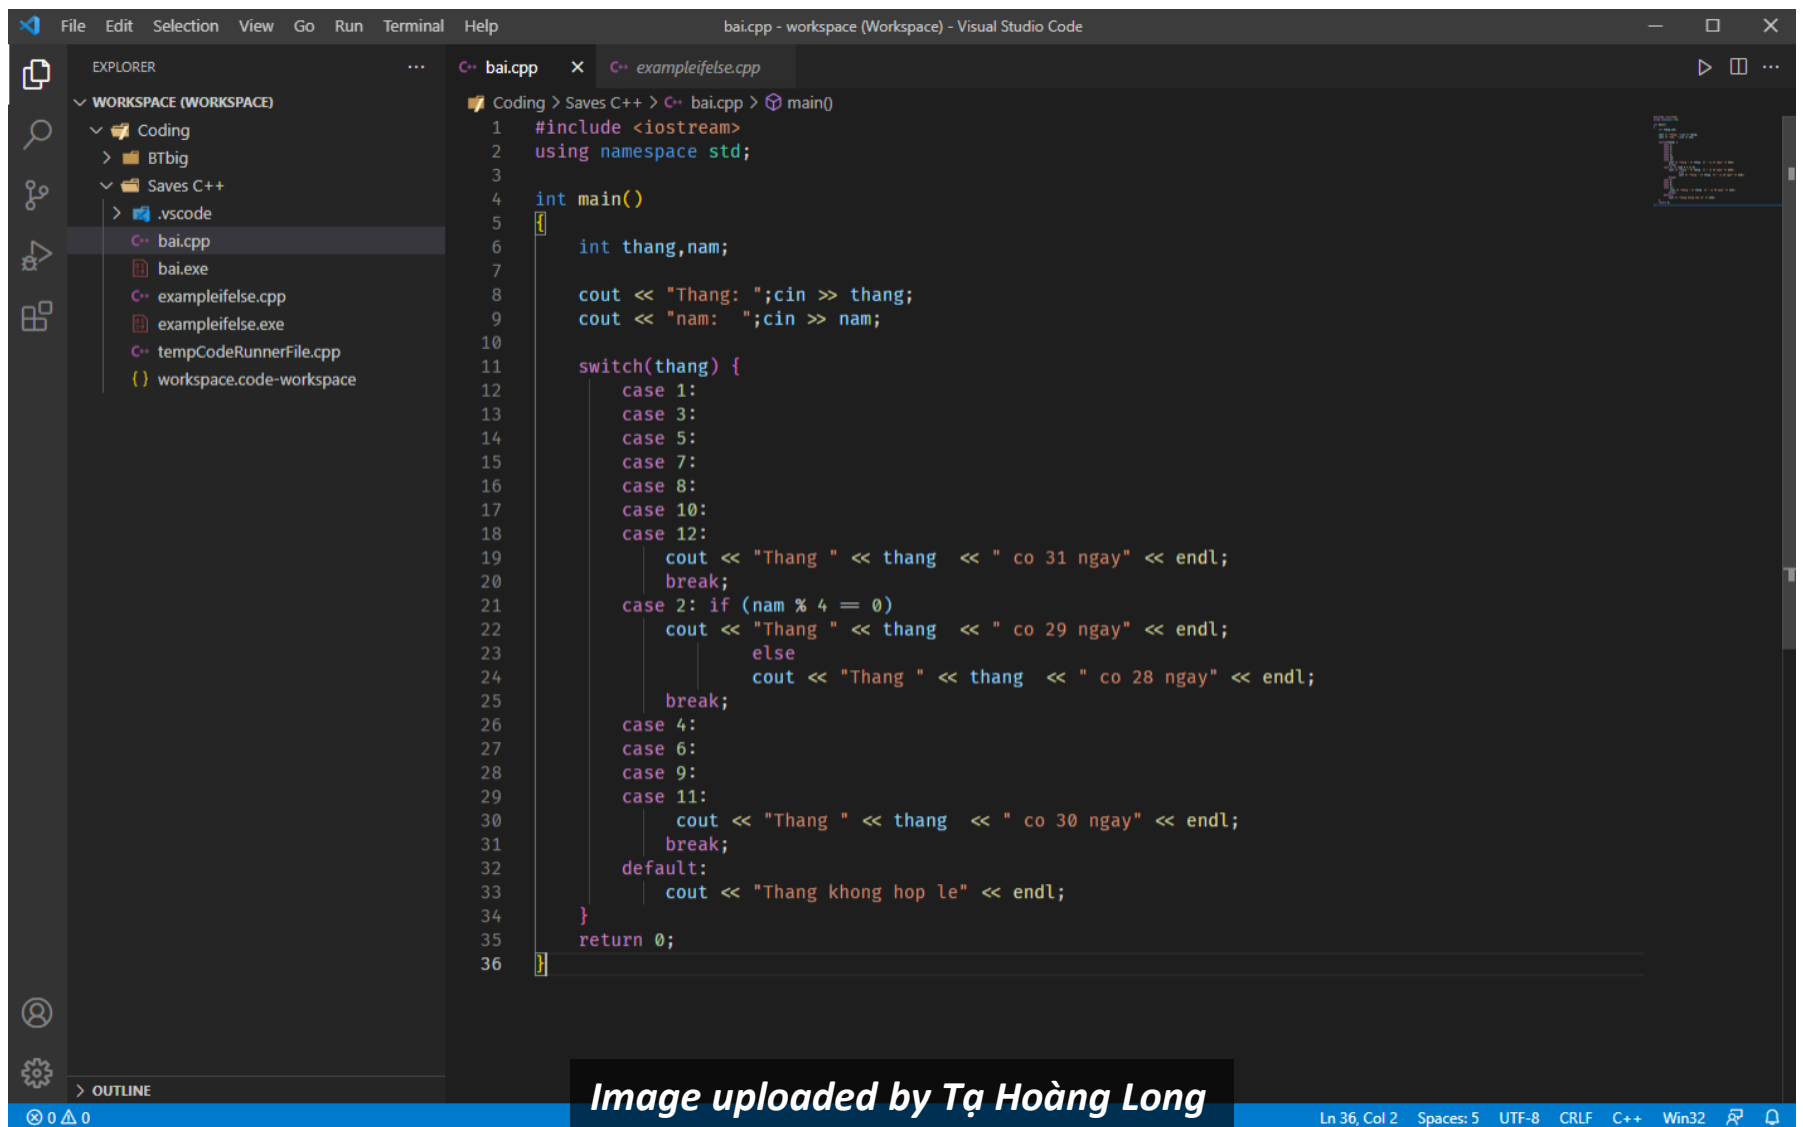 File Edit Selection View Go Run Terminal Help bai.cpp - workspace (Workspace) - Visual Studio Code
EXPLORER ···
WORKSPACE (WORKSPACE)
Coding
BTbig
Saves C++
.vscode
bai.cpp
bai.exe
exampleifelse.cpp
exampleifelse.exe
tempCodeRunnerFile.cpp
{} workspace.code-workspace
OUTLINE
bai.cpp exampleifelse.cpp
Coding > Saves C++ > bai.cpp > main()
1 #include <iostream>
2 using namespace std;
3
4 int main()
5 {
6 int thang,nam;
7
8 cout << "Thang: ";cin >> thang;
9 cout << "nam:  ";cin >> nam;
10
11 switch(thang) {
12 case 1:
13 case 3:
14 case 5:
15 case 7:
16 case 8:
17 case 10:
18 case 12:
19 cout << "Thang " << thang  << " co 31 ngay" << endl;
20 break;
21 case 2: if (nam % 4 == 0)
22 cout << "Thang " << thang  << " co 29 ngay" << endl;
23 else
24 cout << "Thang " << thang  << " co 28 ngay" << endl;
25 break;
26 case 4:
27 case 6:
28 case 9:
29 case 11:
30 cout << "Thang " << thang  << " co 30 ngay" << endl;
31 break;
32 default:
33 cout << "Thang khong hop le" << endl;
34 }
35 return 0;
36 }
Image uploaded by Tạ Hoàng Long
0 0 Ln 36, Col 2 Spaces: 5 UTF-8 CRLF C++ Win32